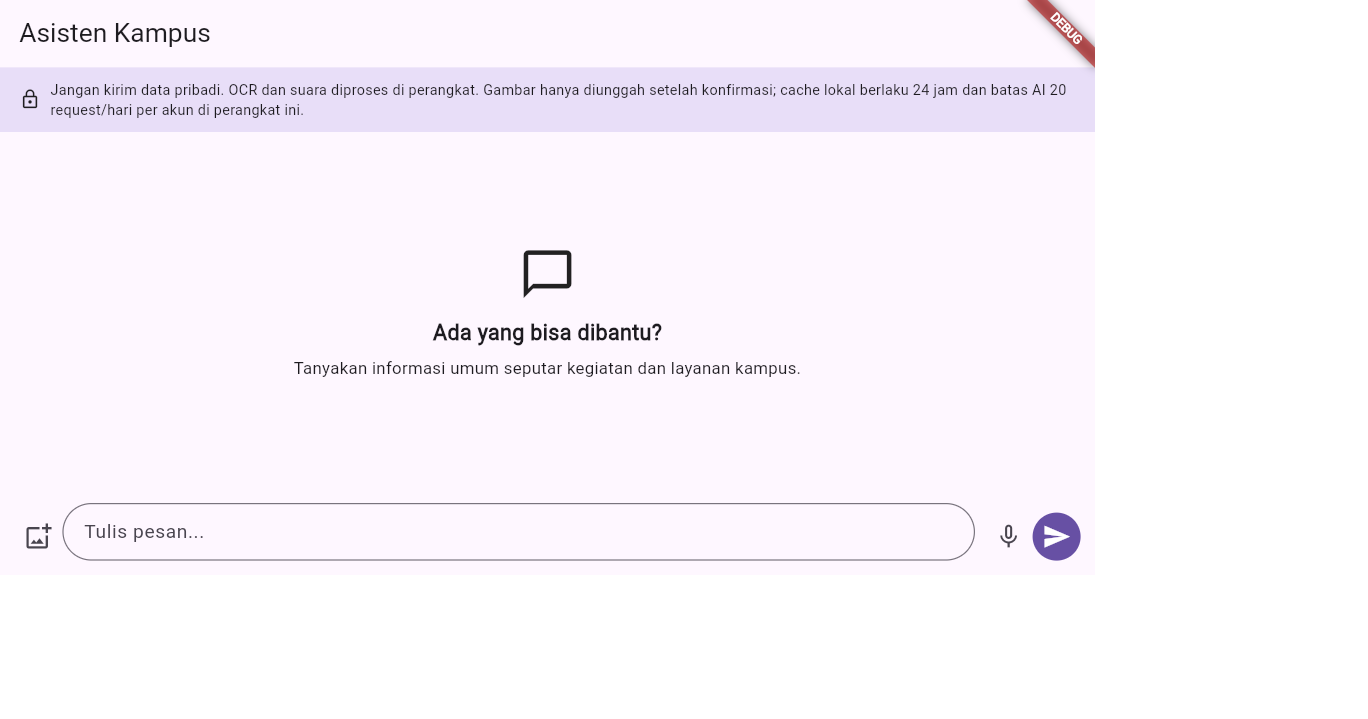 Asisten Kampus
DEBUG
Jangan kirim data pribadi. OCR dan suara diproses di perangkat. Gambar hanya diunggah setelah konfirmasi; cache lokal berlaku 24 jam dan batas AI 20
request/hari per akun di perangkat ini.
Ada yang bisa dibantu?
Tanyakan informasi umum seputar kegiatan dan layanan kampus.
Tulis pesan...